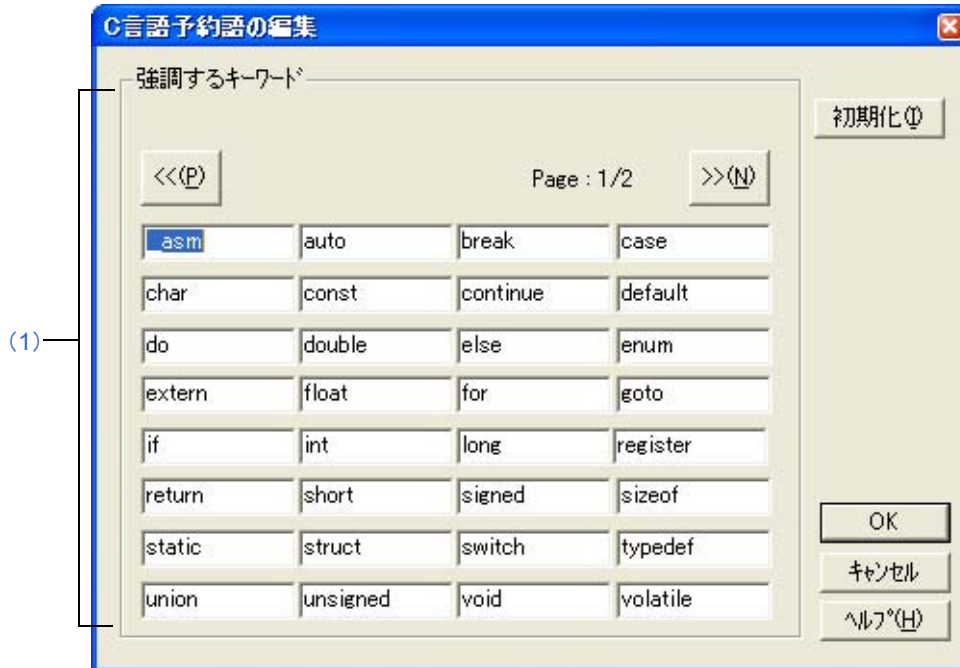 C言語予約語の編集
強調するキーワード
初期化(I)
<<(P) Page : 1/2 >>(N)
_asm auto break case
char const continue default
(1) do double else enum
extern float for goto
if int long register
return short signed sizeof
OK
static struct switch typedef
キャンセル
union unsigned void volatile
ヘルプ(H)